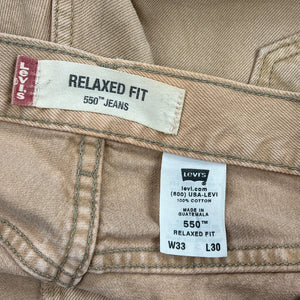 Levi's
RELAXED FIT
550™ JEANS
Levi's
levi.com
(800) USA-LEVI
100% COTTON
MADE IN
GUATEMALA
550™
RELAXED FIT
W33 L30